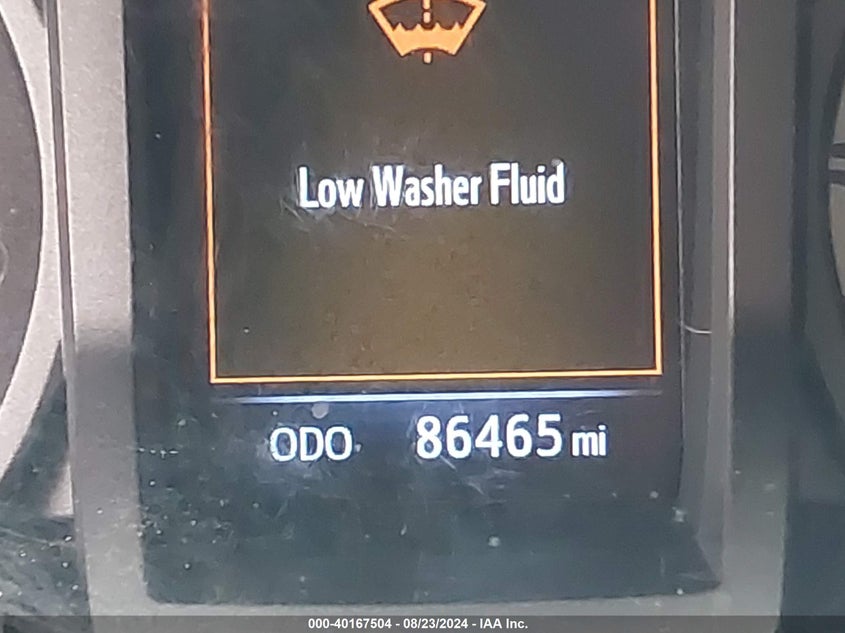 Low Washer Fluid
ODO 86465 mi
000-40167504 - 08/23/2024 - IAA Inc.